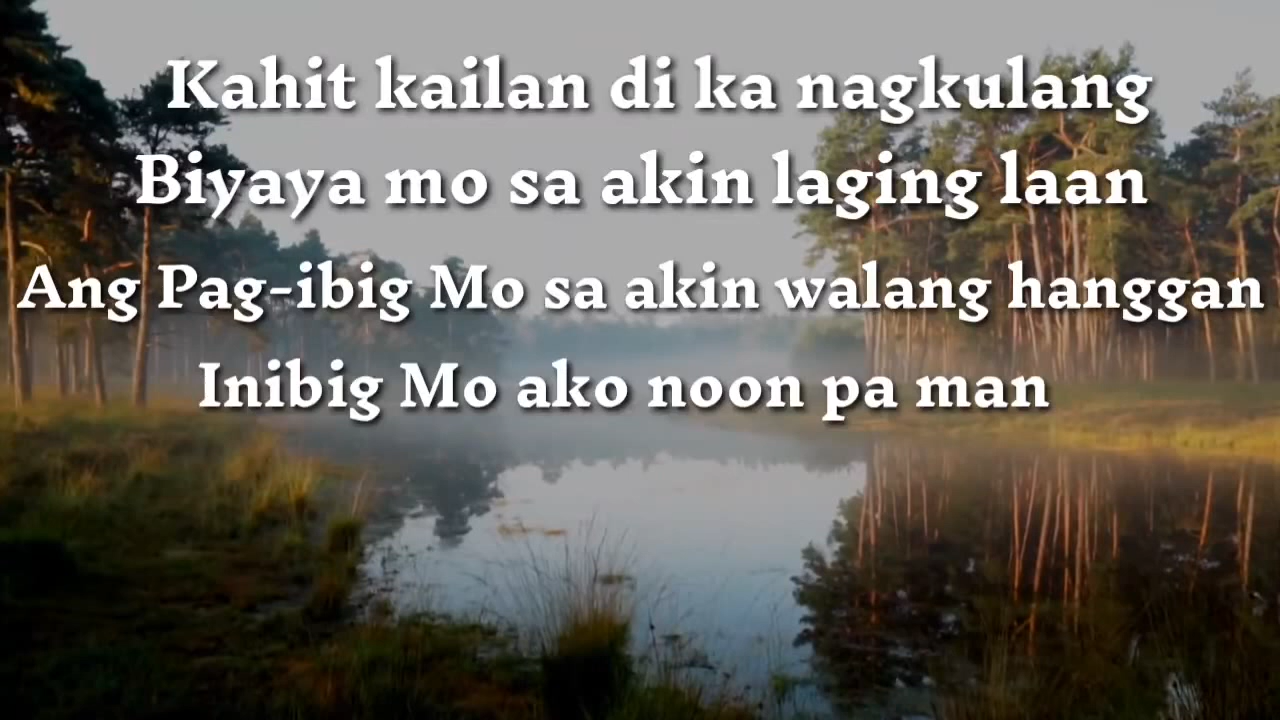 Kahit kailan di ka nagkulang
Biyaya mo sa akin laging laan
Ang Pag-ibig Mo sa akin walang hanggan
Inibig Mo ako noon pa man